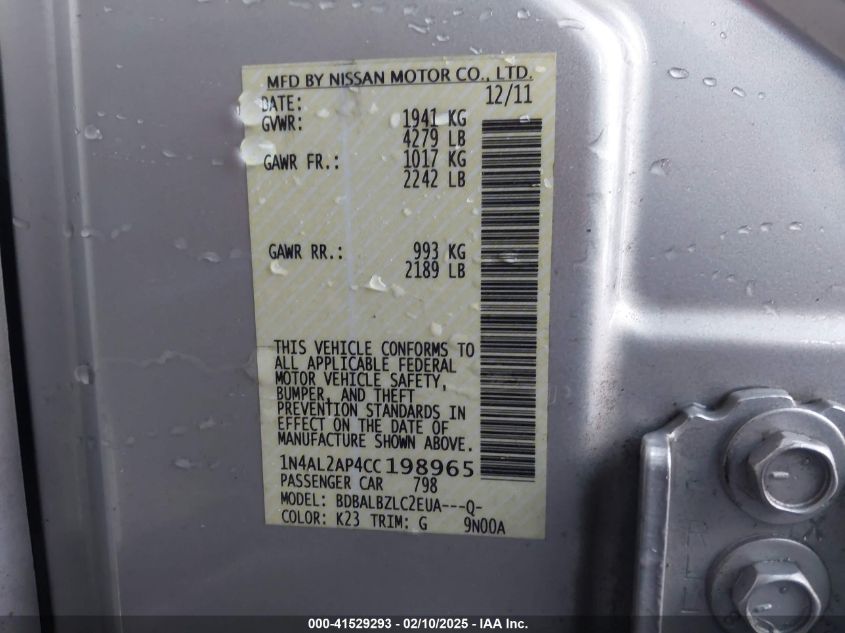 MFD BY NISSAN MOTOR CO., LTD.
DATE: 12/11
GVWR: 1941 KG
4279 LB
GAWR FR.: 1017 KG
2242 LB
GAWR RR.: 993 KG
2189 LB
THIS VEHICLE CONFORMS TO
ALL APPLICABLE FEDERAL
MOTOR VEHICLE SAFETY,
BUMPER, AND THEFT
PREVENTION STANDARDS IN
EFFECT ON THE DATE OF
MANUFACTURE SHOWN ABOVE.
1N4AL2AP4CC198965
PASSENGER CAR 798
MODEL: BDBALBZLC2EUA---Q-
COLOR: K23 TRIM: G 9N00A
000-41529293 - 02/10/2025 - IAA Inc.